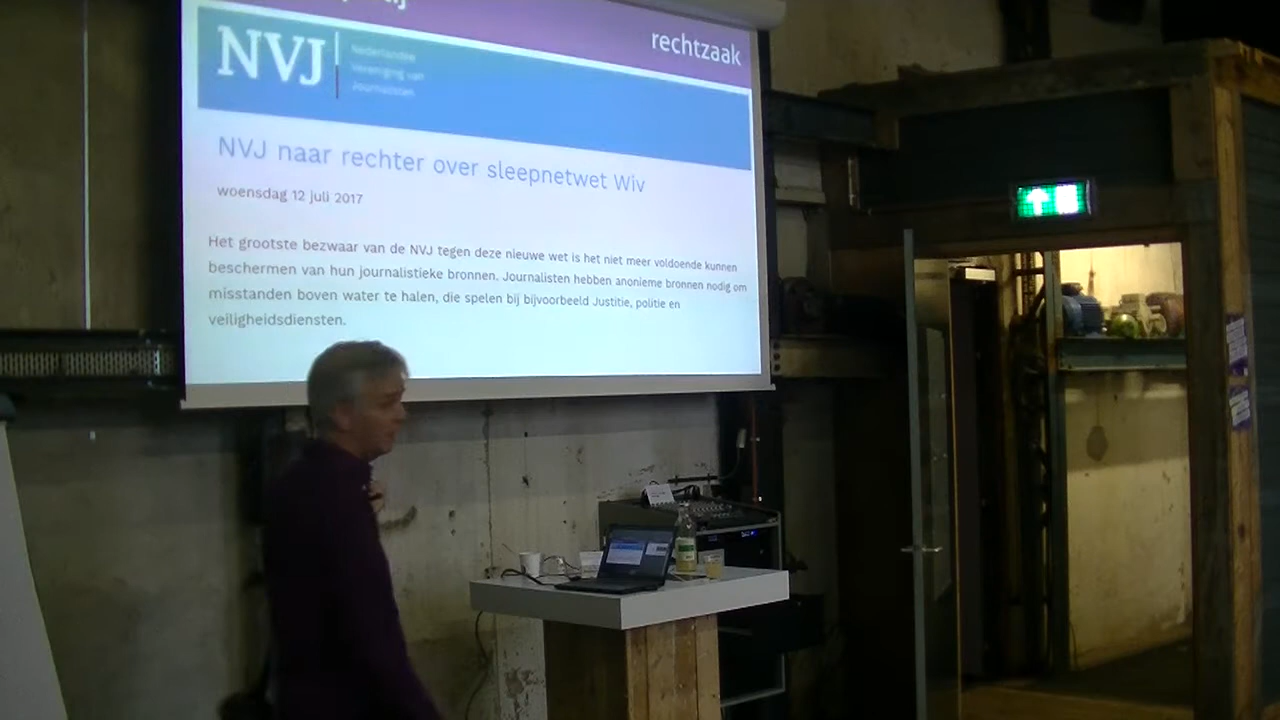 rechtzaak
NVJ
Nederlandse
Vereniging van
Journalisten
NVJ naar rechter over sleepnetwet Wiv
woensdag 12 juli 2017
Het grootste bezwaar van de NVJ tegen deze nieuwe wet is het niet meer voldoende kunnen
beschermen van hun journalistieke bronnen. Journalisten hebben anonieme bronnen nodig om
misstanden boven water te halen, die spelen bij bijvoorbeeld Justitie, politie en
veiligheidsdiensten.